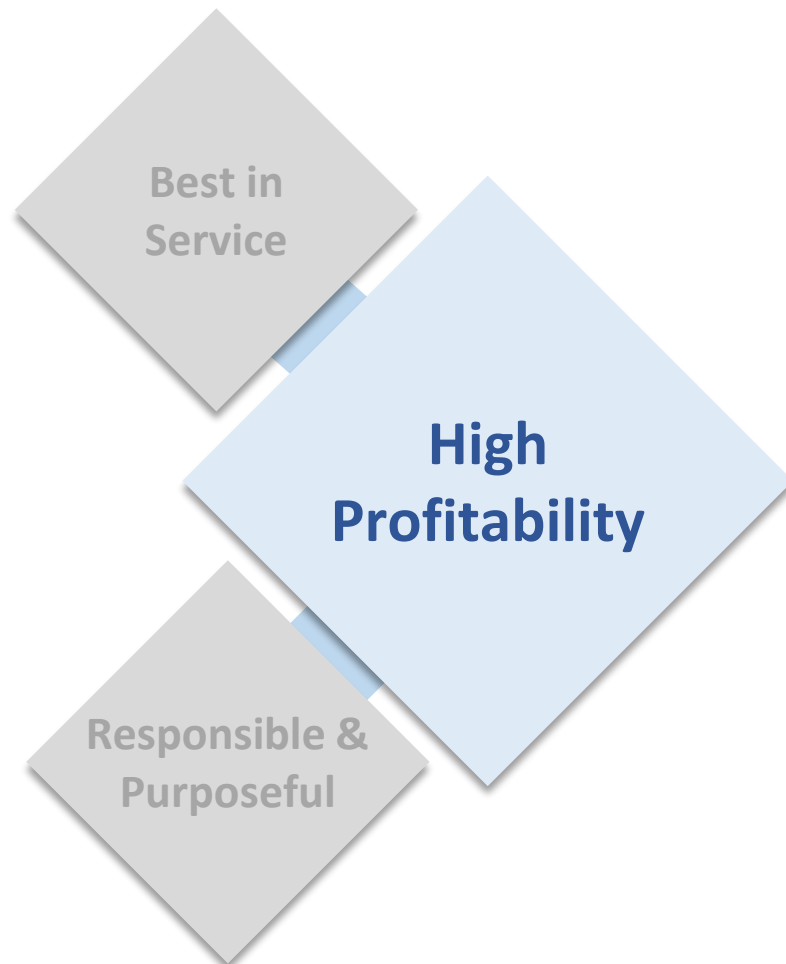 Best in
Service
High
Profitability
Responsible &
Purposeful